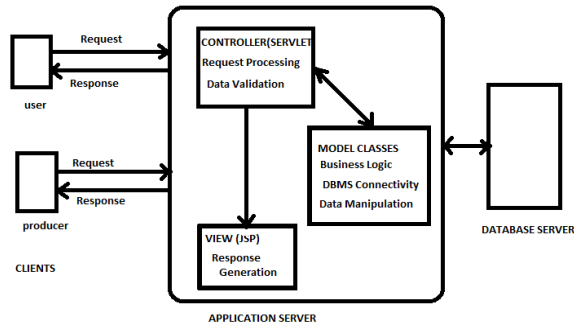 Request
Response
user
Request
Response
producer
CLIENTS
CONTROLLER(SERVLET
Request Processing
Data Validation
MODEL CLASSES
Business Logic
DBMS Connectivity
Data Manipulation
VIEW (JSP)
Response
Generation
APPLICATION SERVER
DATABASE SERVER